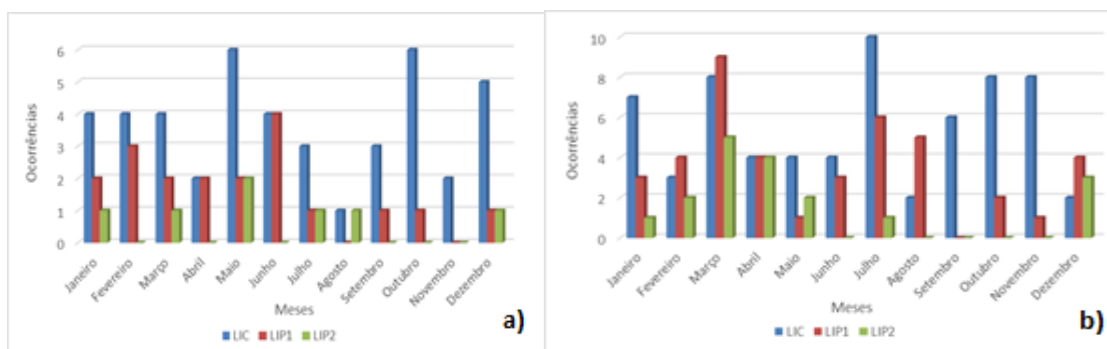 6
5
4
3
2
1
0
Ocorrências
Janeiro
Fevereiro
Março
Abril
Maio
Junho
Julho
Agosto
Setembro
Outubro
Novembro
Dezembro
Meses
LIC LIP1 LIP2
a)
10
8
6
4
2
0
Ocorrências
Janeiro
Fevereiro
Março
Abril
Maio
Junho
Julho
Agosto
Setembro
Outubro
Novembro
Dezembro
Meses
LIC LIP1 LIP2
b)